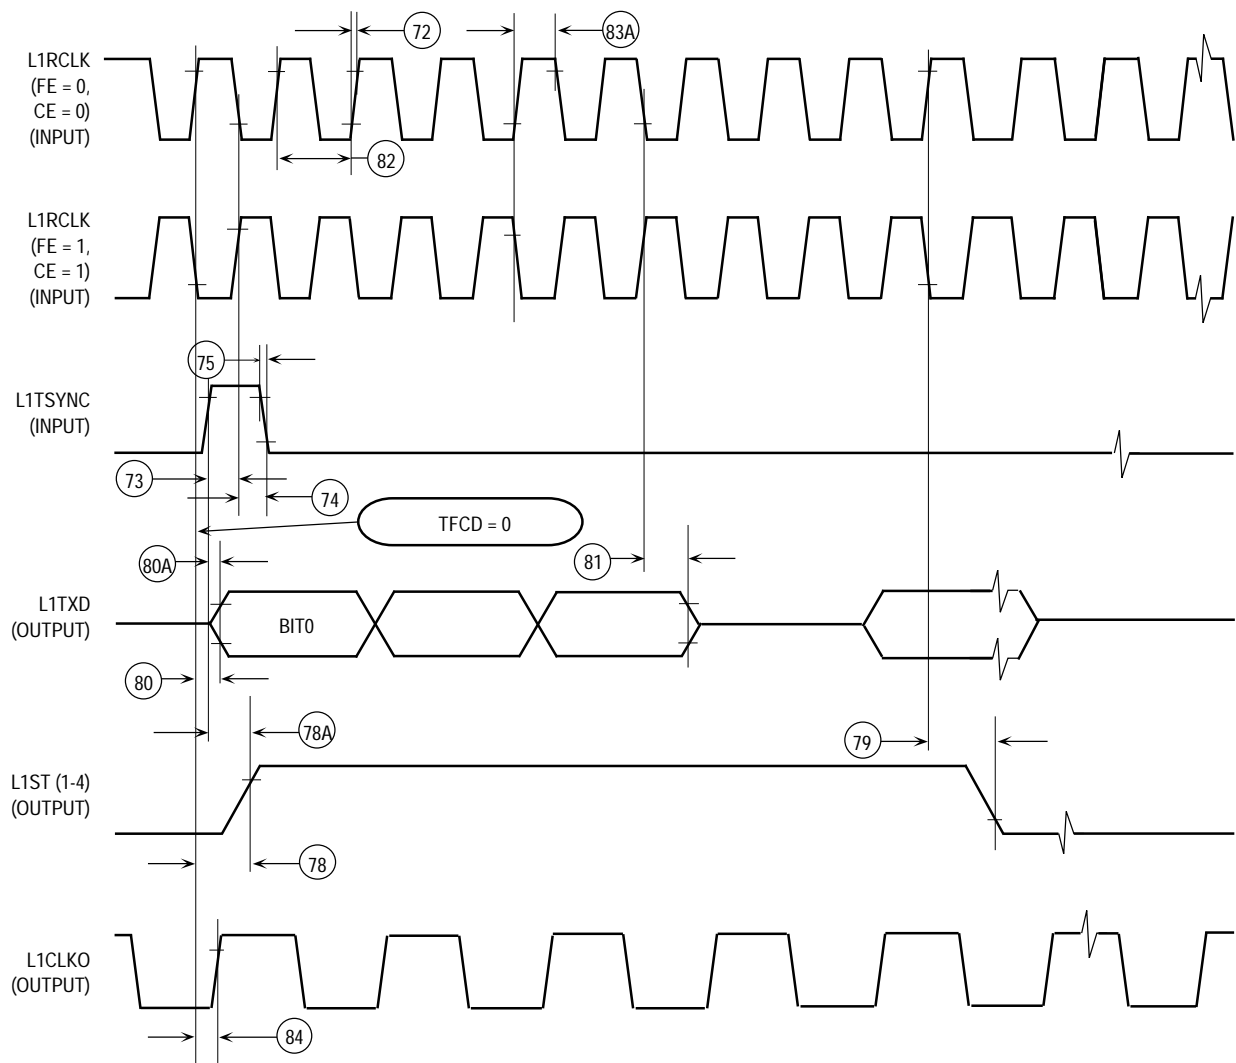 72
83A
L1RCLK
(FE = 0,
CE = 0)
(INPUT)
82
L1RCLK
(FE = 1,
CE = 1)
(INPUT)
75
L1TSYNC
(INPUT)
73
74
TFCD = 0
80A
81
L1TXD
(OUTPUT)
BIT0
80
78A
79
L1ST (1-4)
(OUTPUT)
78
L1CLKO
(OUTPUT)
84